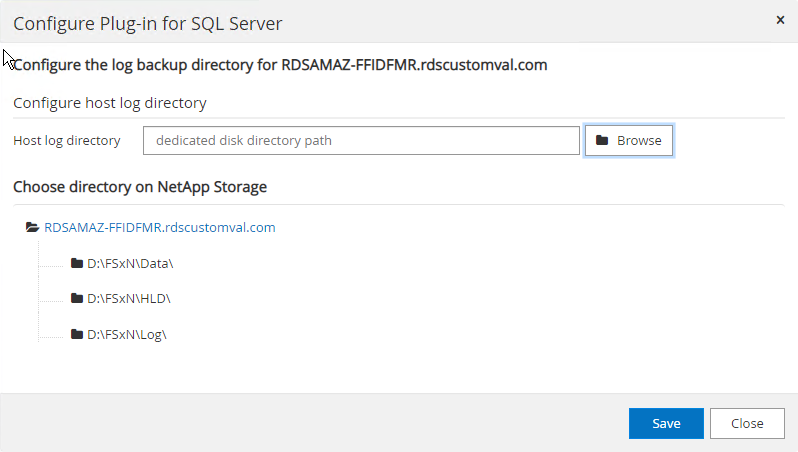 Configure Plug-in for SQL Server ×
Configure the log backup directory for RDSAMAZ-FFIDFMR.rdscustomval.com
Configure host log directory
Host log directory dedicated disk directory path Browse
Choose directory on NetApp Storage
RDSAMAZ-FFIDFMR.rdscustomval.com
D:\FSxN\Data\
D:\FSxN\HLD\
D:\FSxN\Log\
Save Close